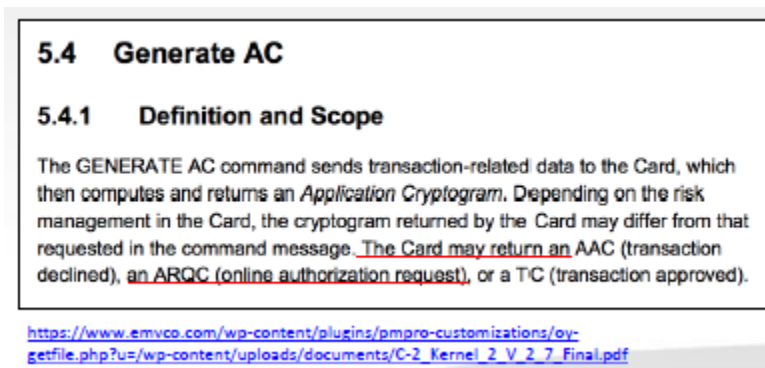 5.4 Generate AC
5.4.1 Definition and Scope
The GENERATE AC command sends transaction-related data to the Card, which
then computes and returns an Application Cryptogram. Depending on the risk
management in the Card, the cryptogram returned by the Card may differ from that
requested in the command message. The Card may return an AAC (transaction
declined), an ARQC (online authorization request), or a TC (transaction approved).
https://www.emvco.com/wp-content/plugins/pmpro-customizations/oy-
getfile.php?u=/wp-content/uploads/documents/C-2_Kernel_2_V_2_7_Final.pdf